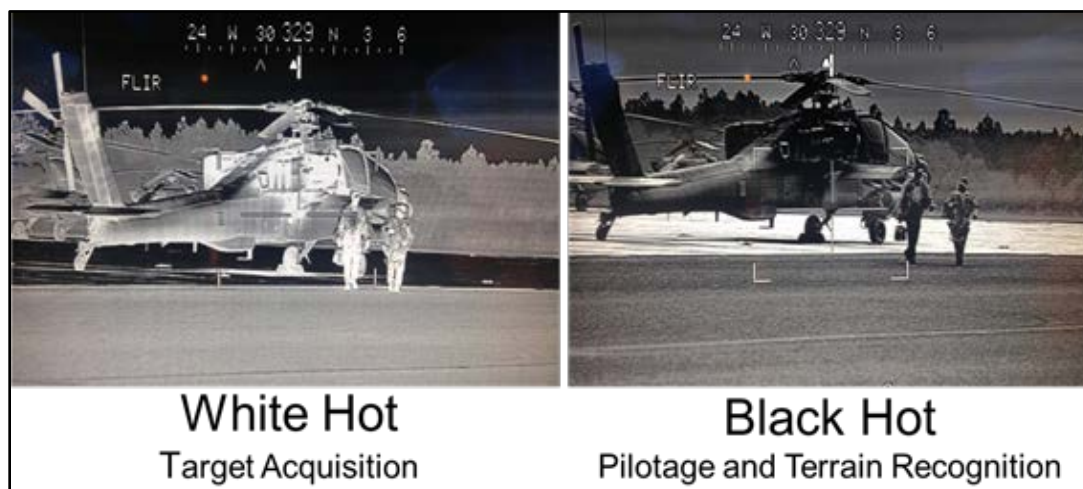 24 W 30 329 N 3 6
FLIR
24 W 30 329 N 3 6
FLIR
White Hot
Target Acquisition
Black Hot
Pilotage and Terrain Recognition